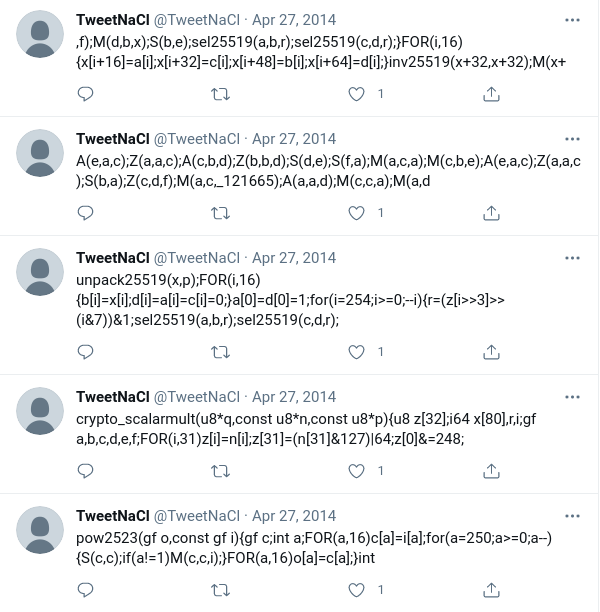 TweetNaCl @TweetNaCl · Apr 27, 2014
,f);M(d,b,x);S(b,e);sel25519(a,b,r);sel25519(c,d,r);}FOR(i,16)
{x[i+16]=a[i];x[i+32]=c[i];x[i+48]=b[i];x[i+64]=d[i];}inv25519(x+32,x+32);M(x+
1
TweetNaCl @TweetNaCl · Apr 27, 2014
A(e,a,c);Z(a,a,c);A(c,b,d);Z(b,b,d);S(d,e);S(f,a);M(a,c,a);M(c,b,e);A(e,a,c);Z(a,a,c
);S(b,a);Z(c,d,f);M(a,c,_121665);A(a,a,d);M(c,c,a);M(a,d
1
TweetNaCl @TweetNaCl · Apr 27, 2014
unpack25519(x,p);FOR(i,16)
{b[i]=x[i];d[i]=a[i]=c[i]=0;}a[0]=d[0]=1;for(i=254;i>=0;--i){r=(z[i>>3]>>
(i&7))&1;sel25519(a,b,r);sel25519(c,d,r);
1
TweetNaCl @TweetNaCl · Apr 27, 2014
crypto_scalarmult(u8*q,const u8*n,const u8*p){u8 z[32];i64 x[80],r,i;gf
a,b,c,d,e,f;FOR(i,31)z[i]=n[i];z[31]=(n[31]&127)|64;z[0]&=248;
1
TweetNaCl @TweetNaCl · Apr 27, 2014
pow2523(gf o,const gf i){gf c;int a;FOR(a,16)c[a]=i[a];for(a=250;a>=0;a--)
{S(c,c);if(a!=1)M(c,c,i);}FOR(a,16)o[a]=c[a];}int
1